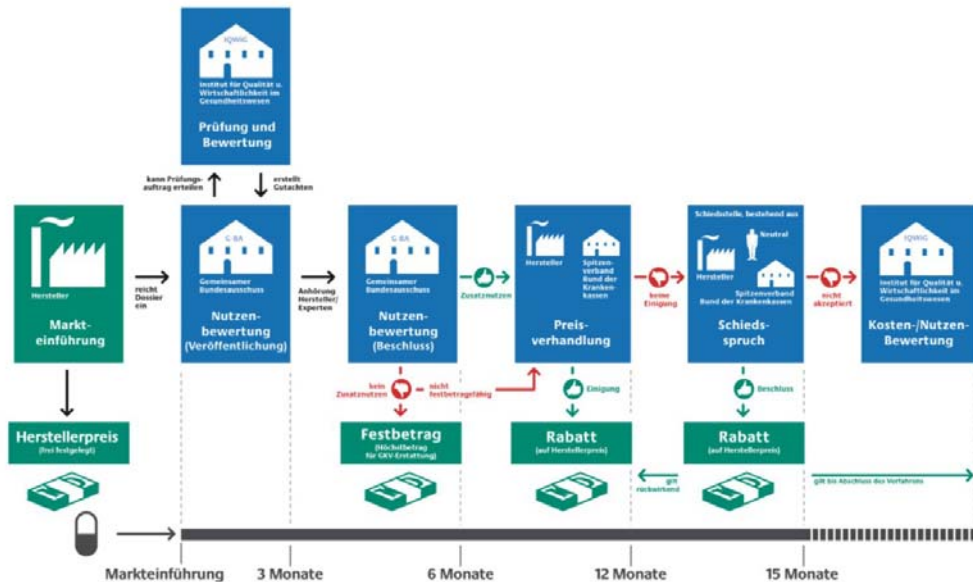 IQWiG
Institut für Qualität u.
Wirtschaftlichkeit im
Gesundheitswesen
Prüfung und
Bewertung
kann Prüfungs-
auftrag erteilen
erstellt
Gutachten
Hersteller
Markt-
einführung
reicht
Dossier
ein
G-BA
Gemeinsamer
Bundesausschuss
Nutzen-
bewertung
(Veröffentlichung)
Anhörung
Hersteller/
Experten
G-BA
Gemeinsamer
Bundesausschuss
Nutzen-
bewertung
(Beschluss)
Zusatznutzen
Hersteller
Spitzen-
verband
Bund der
Kranken-
kassen
Preis-
verhandlung
keine
Einigung
Schiedsstelle, bestehend aus
Neutral
Hersteller
Spitzenverband
Bund der Krankenkassen
Schieds-
spruch
nicht
akzeptiert
IQWiG
Institut für Qualität u.
Wirtschaftlichkeit im
Gesundheitswesen
Kosten-/Nutzen-
Bewertung
kein
Zusatznutzen
nicht
festbetragsfähig
Einigung
Beschluss
Herstellerpreis
(frei festgelegt)
Festbetrag
(Höchstbetrag
für GKV-Erstattung)
Rabatt
(auf Herstellerpreis)
Rabatt
(auf Herstellerpreis)
gilt
rückwirkend
gilt bis Abschluss des Verfahrens
Markteinführung
3 Monate
6 Monate
12 Monate
15 Monate